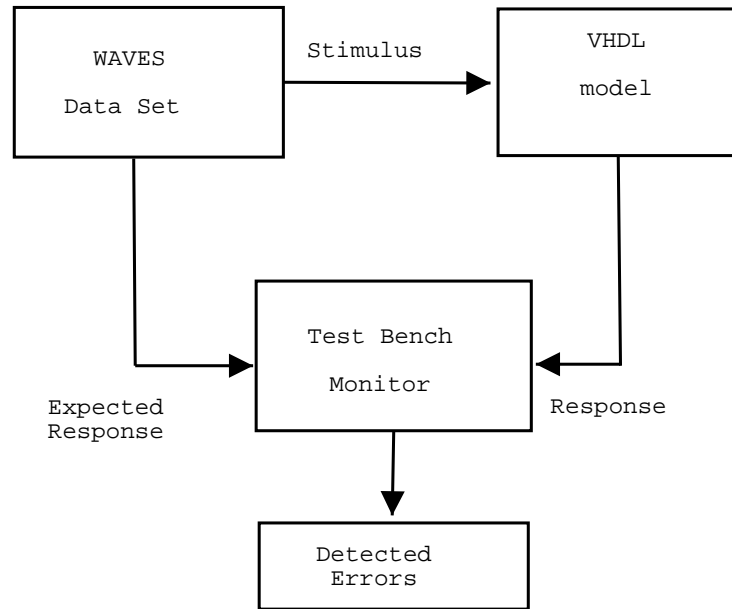 WAVES
Data Set
Stimulus
VHDL
model
Test Bench
Monitor
Expected
Response
Response
Detected
Errors